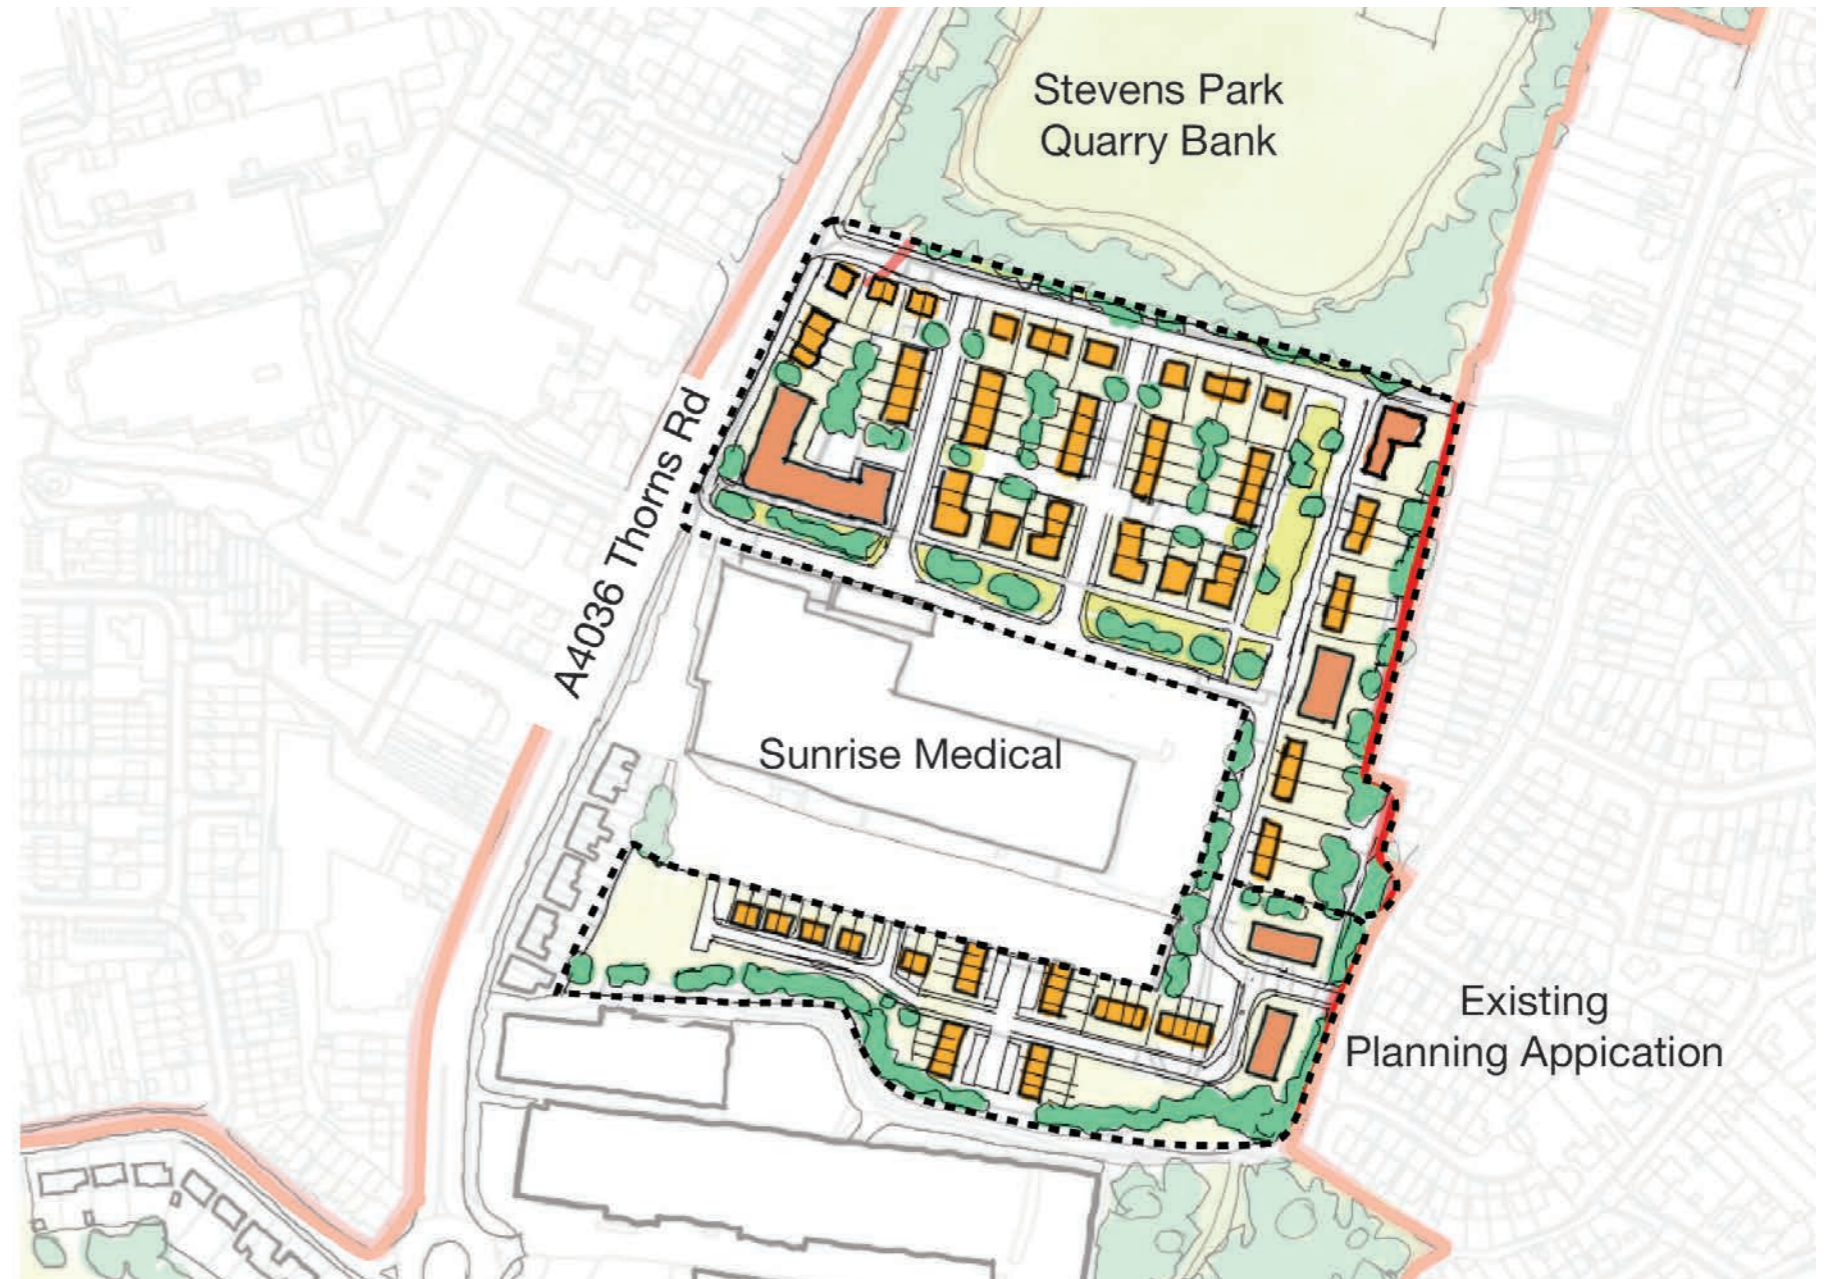 Stevens Park
Quarry Bank
A4036 Thorns Rd
Sunrise Medical
Existing
Planning Appication